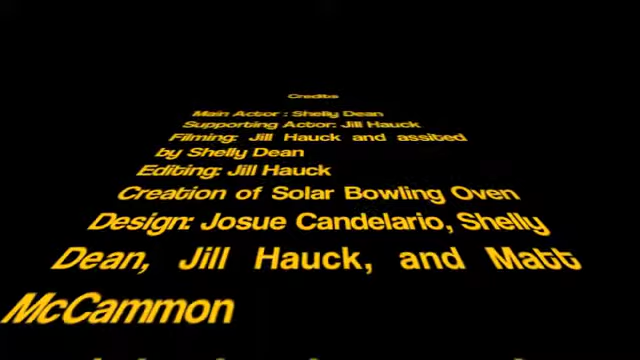 Credits
Main Actor : Shelly Dean
Supporting Actor: Jill Hauck
Filming: Jill Hauck and assited
by Shelly Dean
Editing: Jill Hauck
Creation of Solar Bowling Oven
Design: Josue Candelario, Shelly
Dean, Jill Hauck, and Matt
McCammon